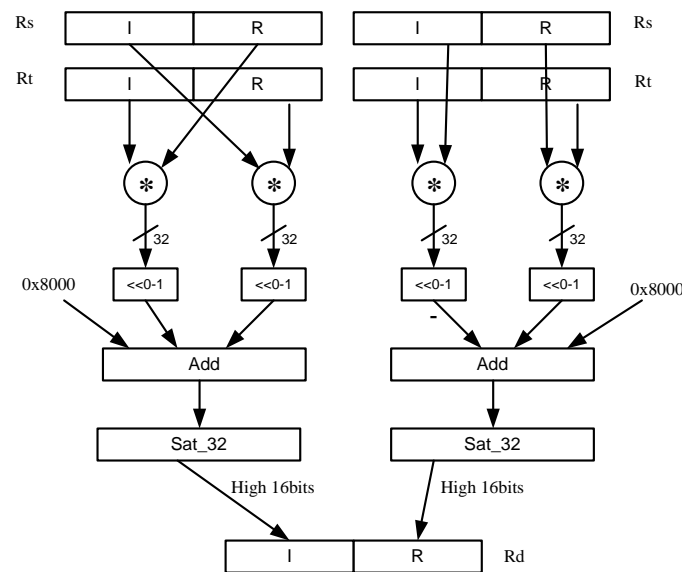 Rs I R I R Rs
Rt I R I R Rt
* * * *
32 32 32 32
0x8000 <<0-1 <<0-1 <<0-1 <<0-1 0x8000
-
Add Add
Sat_32 Sat_32
High 16bits High 16bits
I R Rd